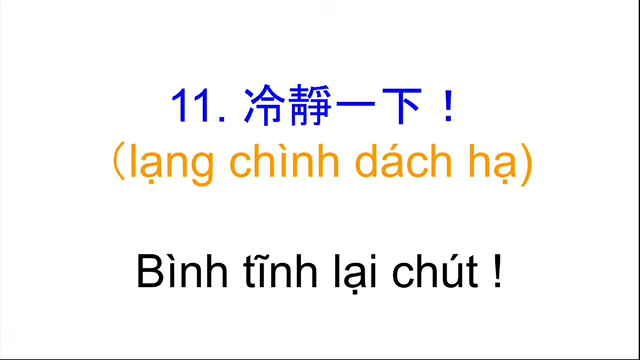 11. 冷靜一下！
（lạng chình dách hạ)
Bình tĩnh lại chút !